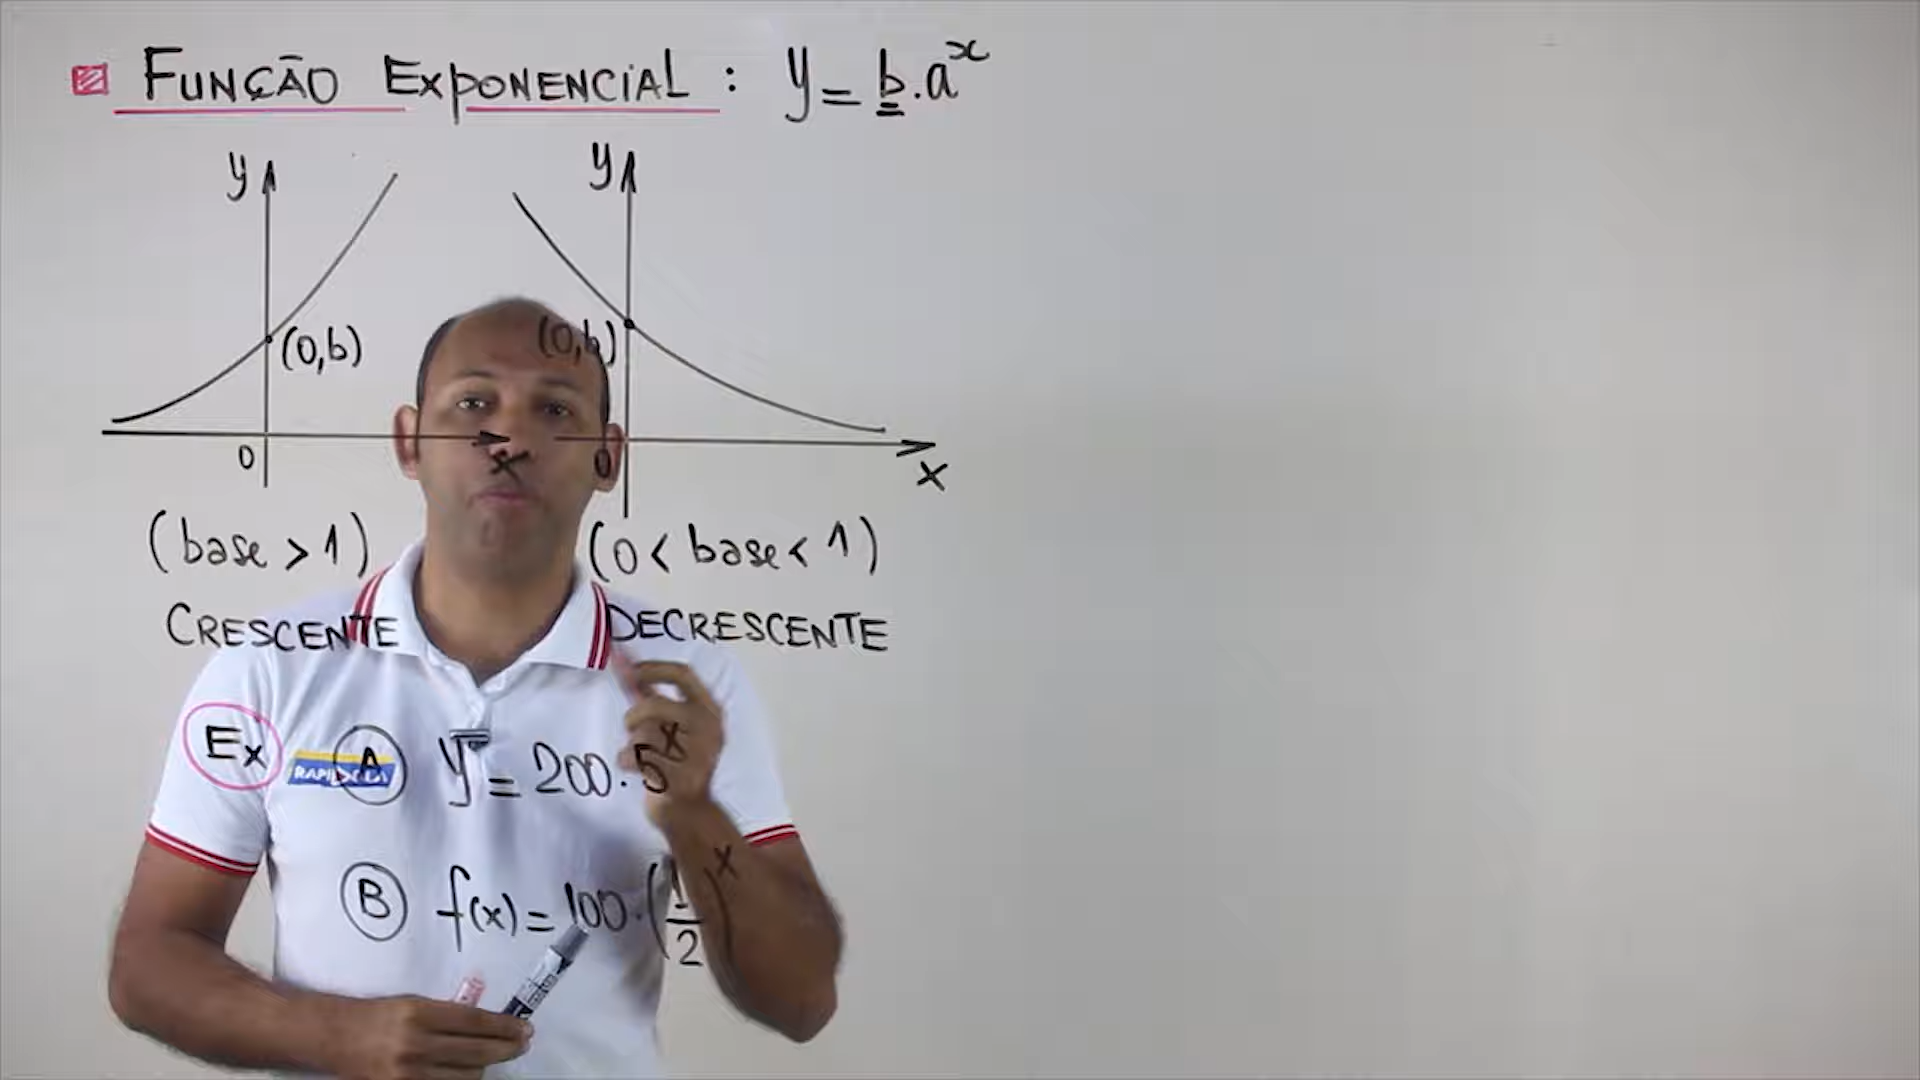 FUNÇÃO EXPONENCIAL : y = b.a^x
y
y
(0,b)
(0,b)
0
x
0
x
(base > 1)
(0 < base < 1)
CRESCENTE
DECRESCENTE
Ex
A y = 200.5^x
B f(x) = 100.(1/2)^x